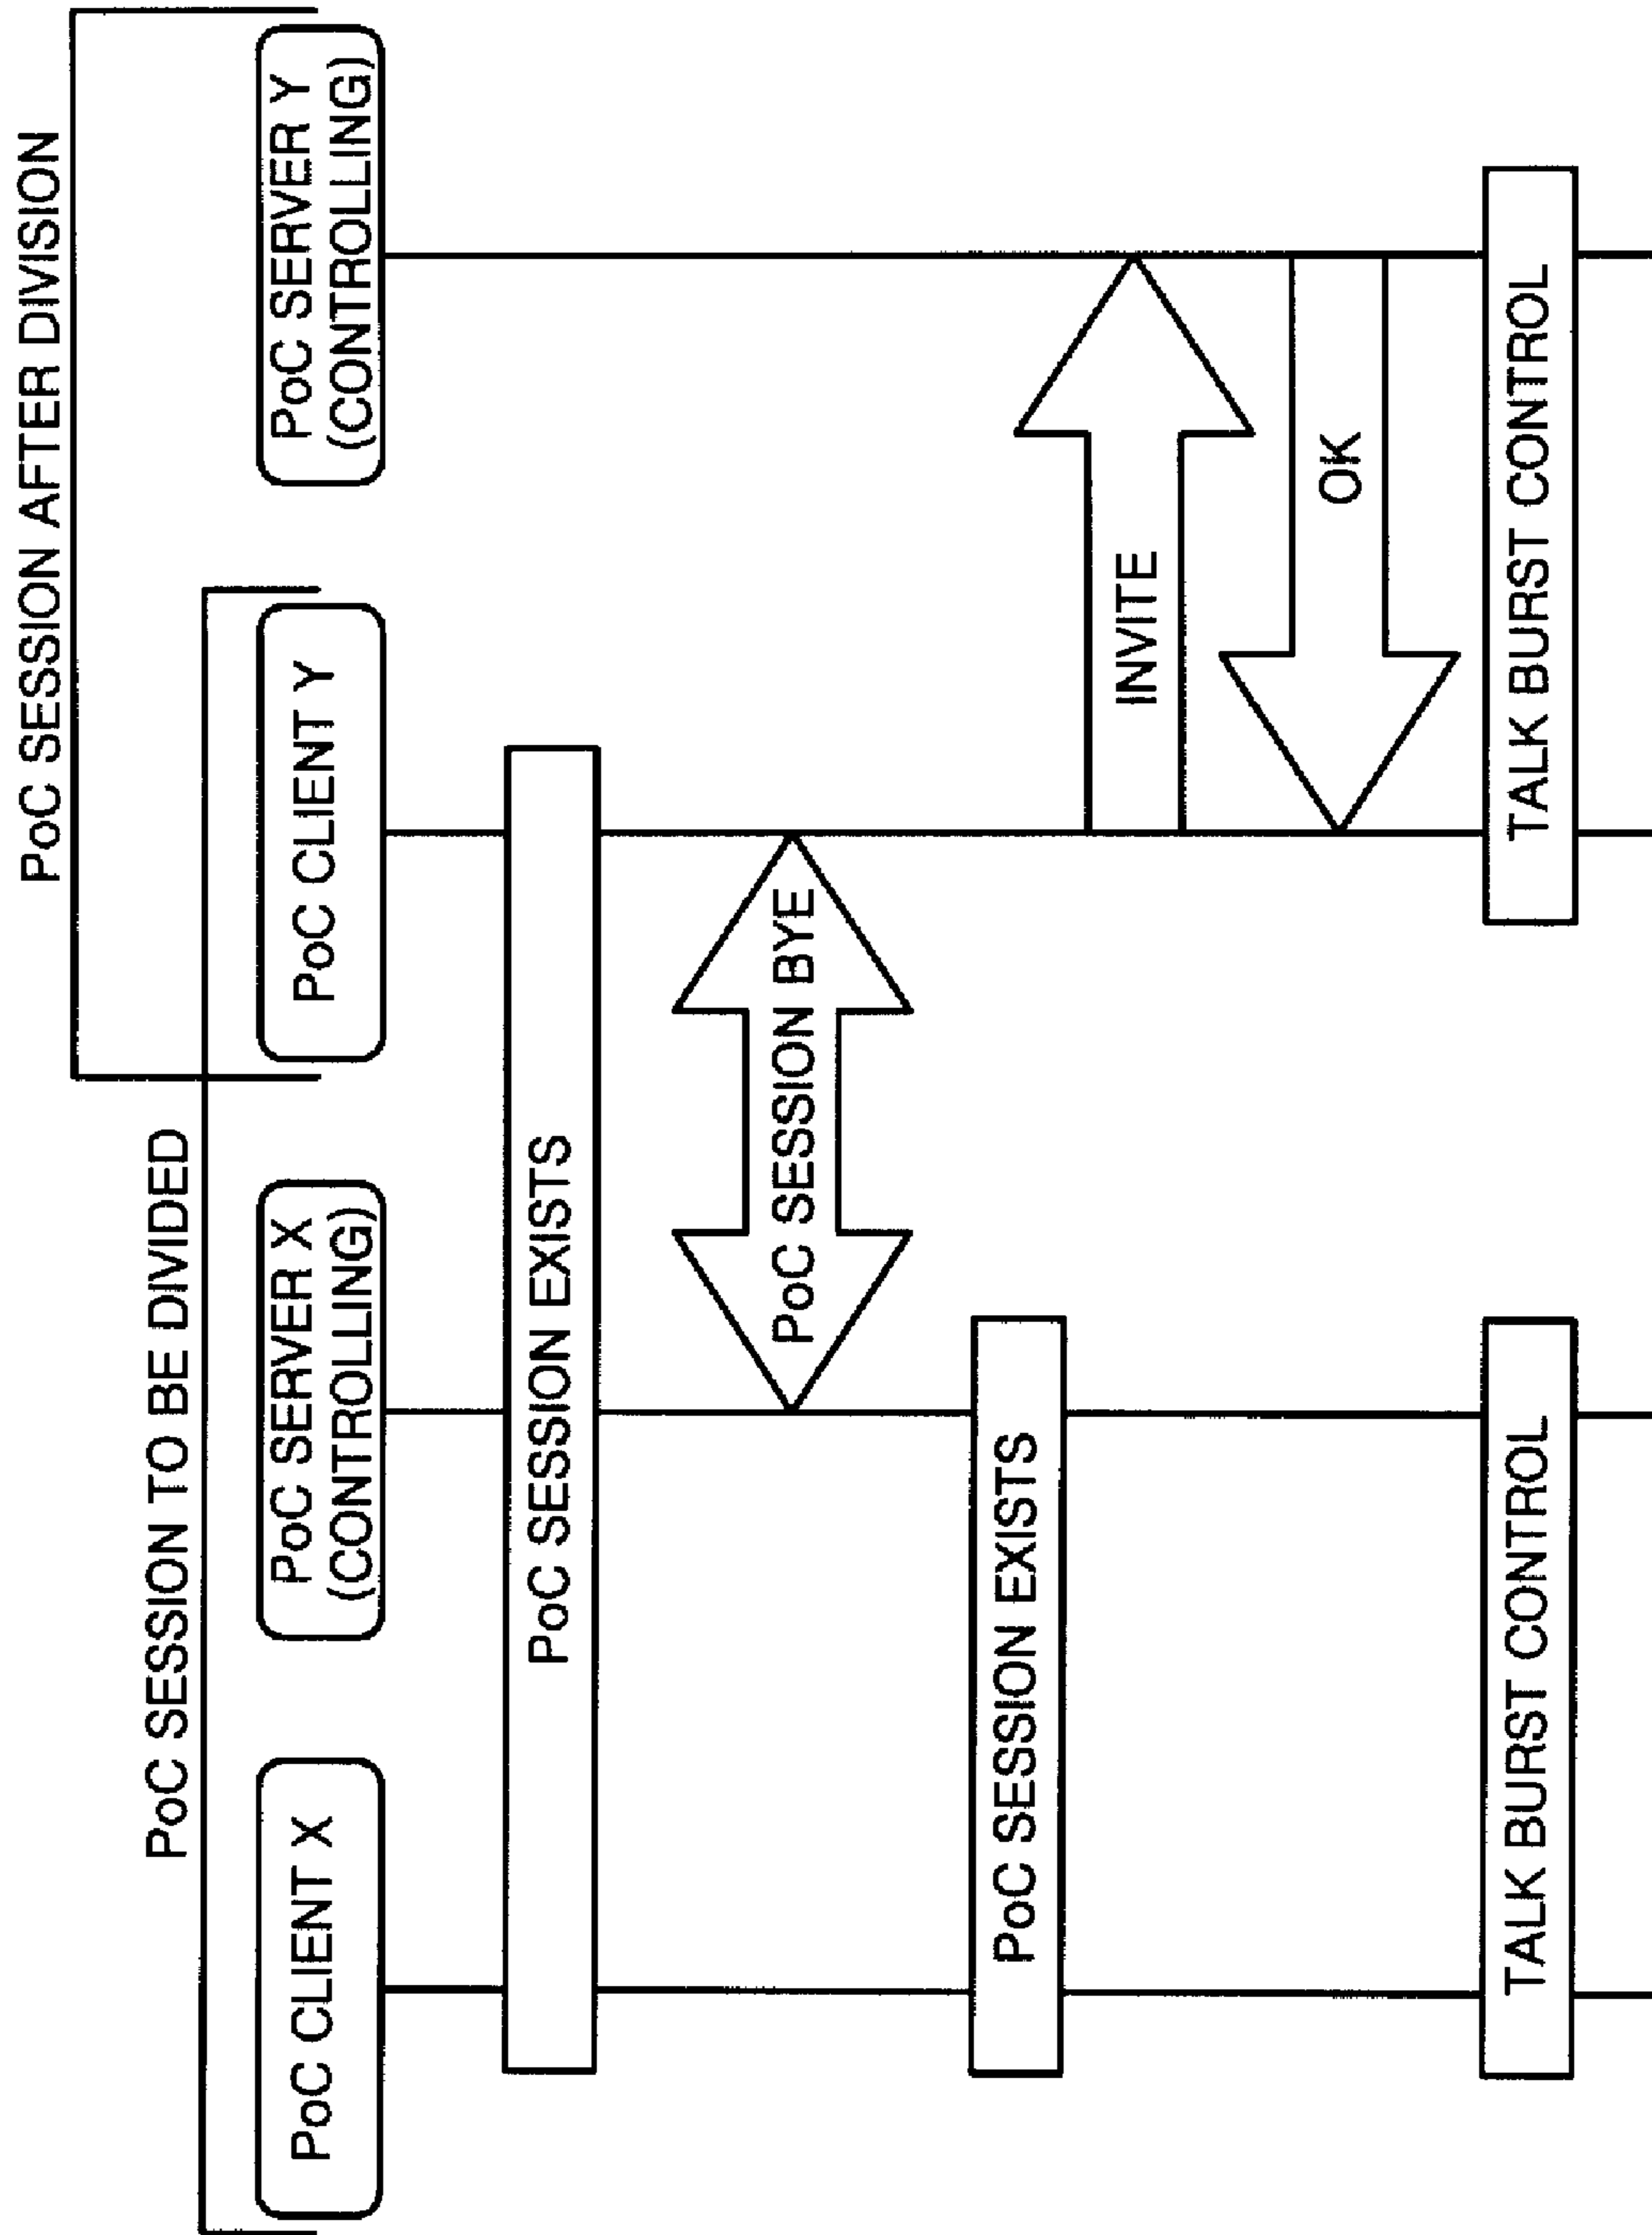 PoC SESSION AFTER DIVISION
PoC SESSION TO BE DIVIDED
PoC CLIENT X
PoC SERVER X
(CONTROLLING)
PoC CLIENT Y
PoC SERVER Y
(CONTROLLING)
PoC SESSION EXISTS
PoC SESSION BYE
PoC SESSION EXISTS
INVITE
OK
TALK BURST CONTROL
TALK BURST CONTROL